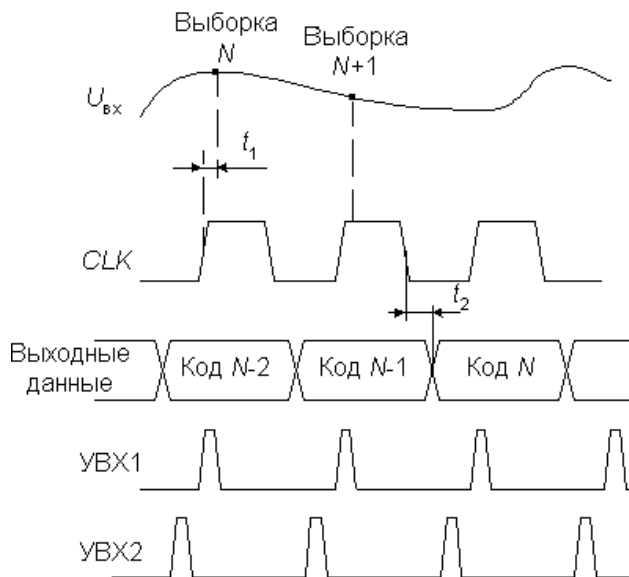 Выборка
N
Выборка
N+1
Uвх
t1
CLK
t2
Выходные
данные
Код N-2
Код N-1
Код N
УВХ1
УВХ2